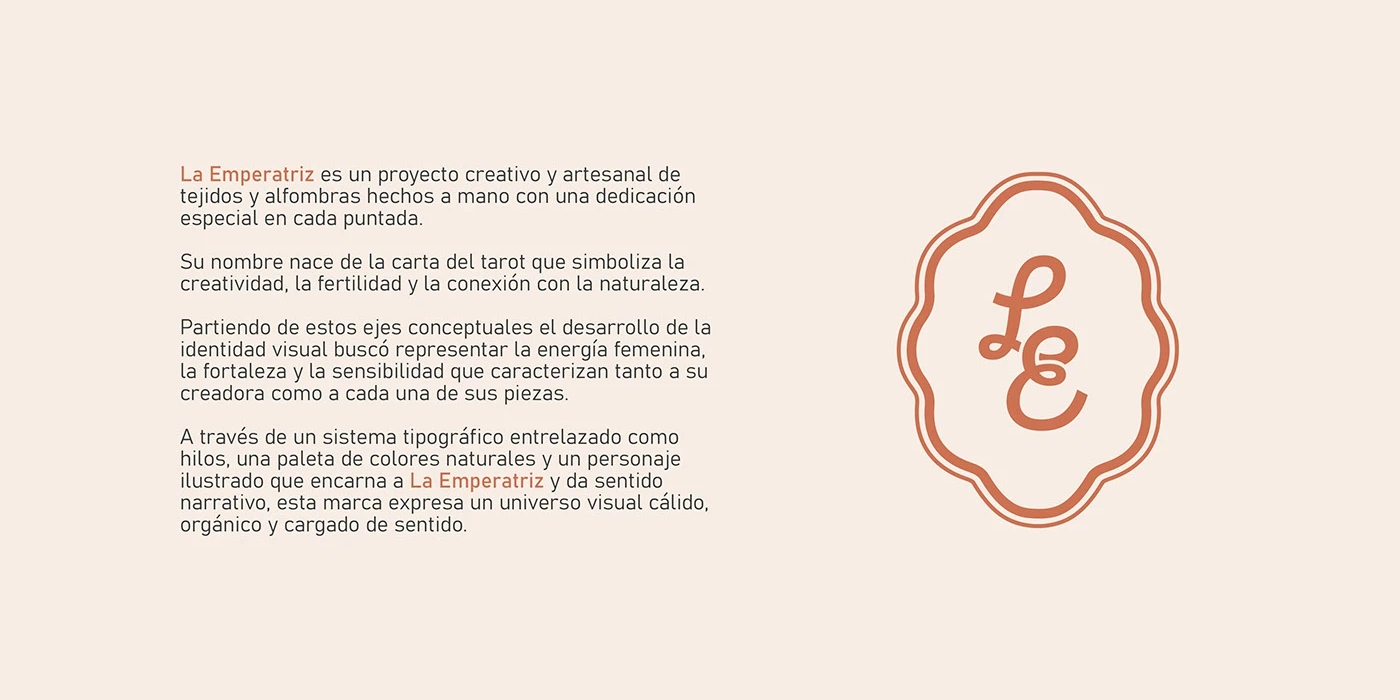 La Emperatriz es un proyecto creativo y artesanal de
tejidos y alfombras hechos a mano con una dedicación
especial en cada puntada.
Su nombre nace de la carta del tarot que simboliza la
creatividad, la fertilidad y la conexión con la naturaleza.
Partiendo de estos ejes conceptuales el desarrollo de la
identidad visual buscó representar la energía femenina,
la fortaleza y la sensibilidad que caracterizan tanto a su
creadora como a cada una de sus piezas.
A través de un sistema tipográfico entrelazado como
hilos, una paleta de colores naturales y un personaje
ilustrado que encarna a La Emperatriz y da sentido
narrativo, esta marca expresa un universo visual cálido,
orgánico y cargado de sentido.
LE